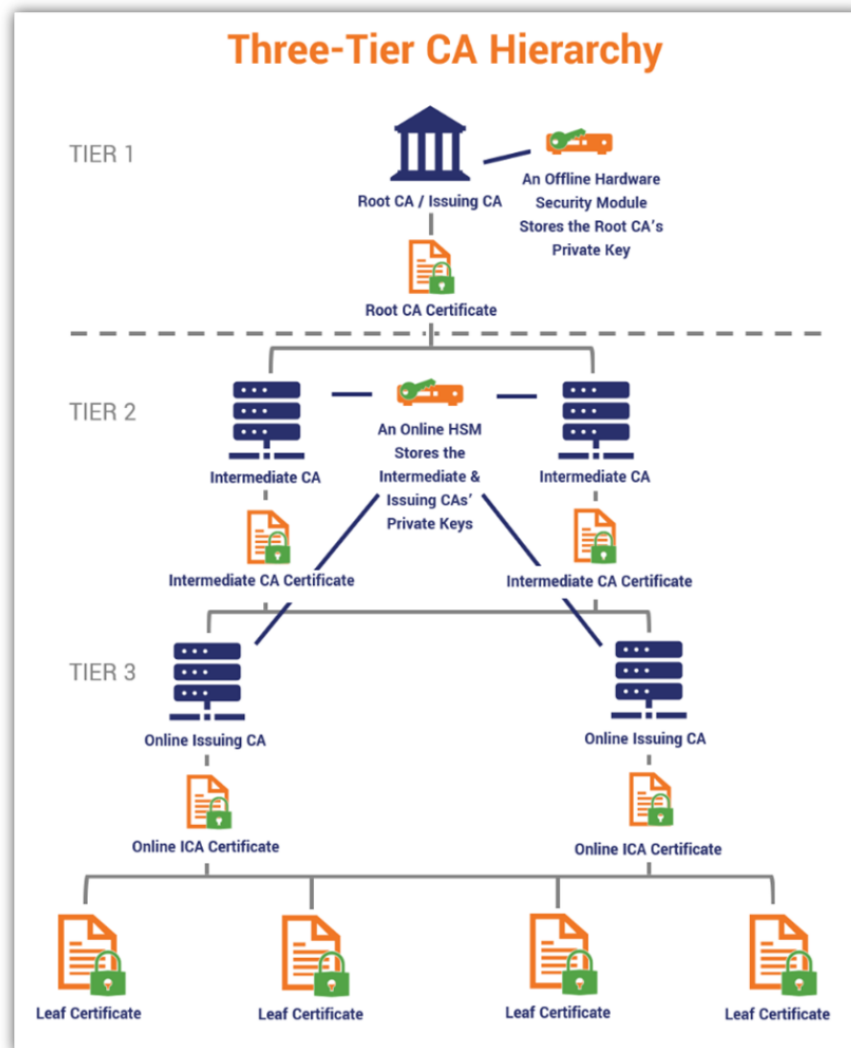 Three-Tier CA Hierarchy
TIER 1
Root CA / Issuing CA
An Offline Hardware
Security Module
Stores the Root CA's
Private Key
Root CA Certificate
TIER 2
Intermediate CA
An Online HSM
Stores the
Intermediate &
Issuing CAs'
Private Keys
Intermediate CA
Intermediate CA Certificate
Intermediate CA Certificate
TIER 3
Online Issuing CA
Online Issuing CA
Online ICA Certificate
Online ICA Certificate
Leaf Certificate
Leaf Certificate
Leaf Certificate
Leaf Certificate